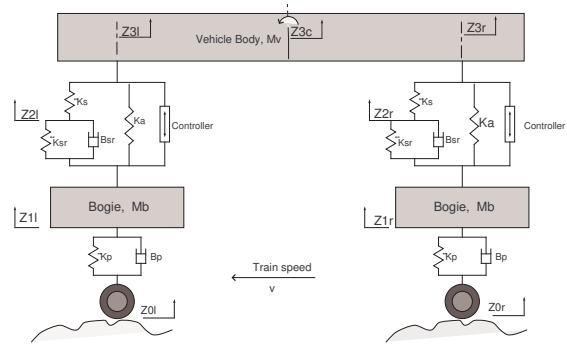 Z3l
Z3c
Z3r
Vehicle Body, Mv
Ks
Z2l
Ka
Controller
Ksr
Bsr
Ks
Z2r
Ka
Controller
Ksr
Bsr
Bogie, Mb
Z1l
Bogie, Mb
Z1r
Kp
Bp
Train speed
v
Kp
Bp
Z0l
Z0r